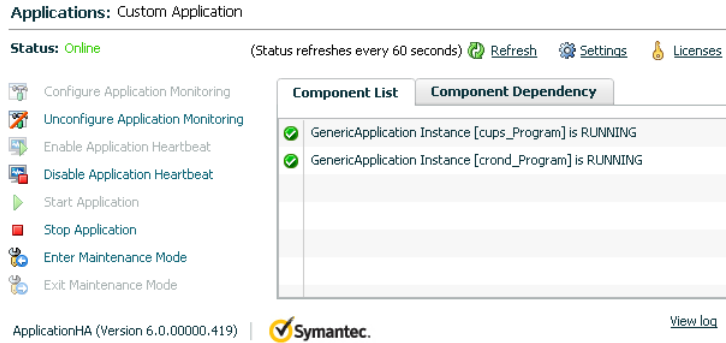 Applications: Custom Application
Status: Online
(Status refreshes every 60 seconds) Refresh Settings Licenses
Configure Application Monitoring
Unconfigure Application Monitoring
Enable Application Heartbeat
Disable Application Heartbeat
Start Application
Stop Application
Enter Maintenance Mode
Exit Maintenance Mode
Component List Component Dependency
GenericApplication Instance [cups_Program] is RUNNING
GenericApplication Instance [crond_Program] is RUNNING
View log
ApplicationHA (Version 6.0.00000.419) Symantec.